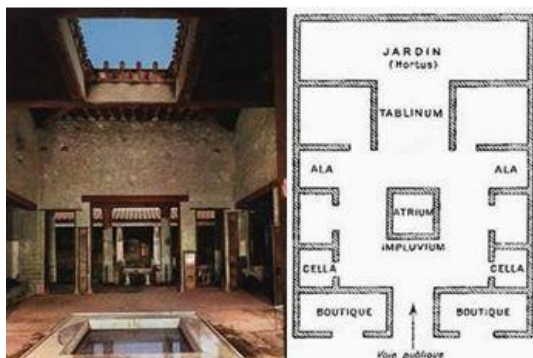 JARDIN
(Hortus)
TABLINUM
ALA
ALA
ATRIUM
IMPLUVIUM
CELLA
CELLA
BOUTIQUE
BOUTIQUE
Voie publique